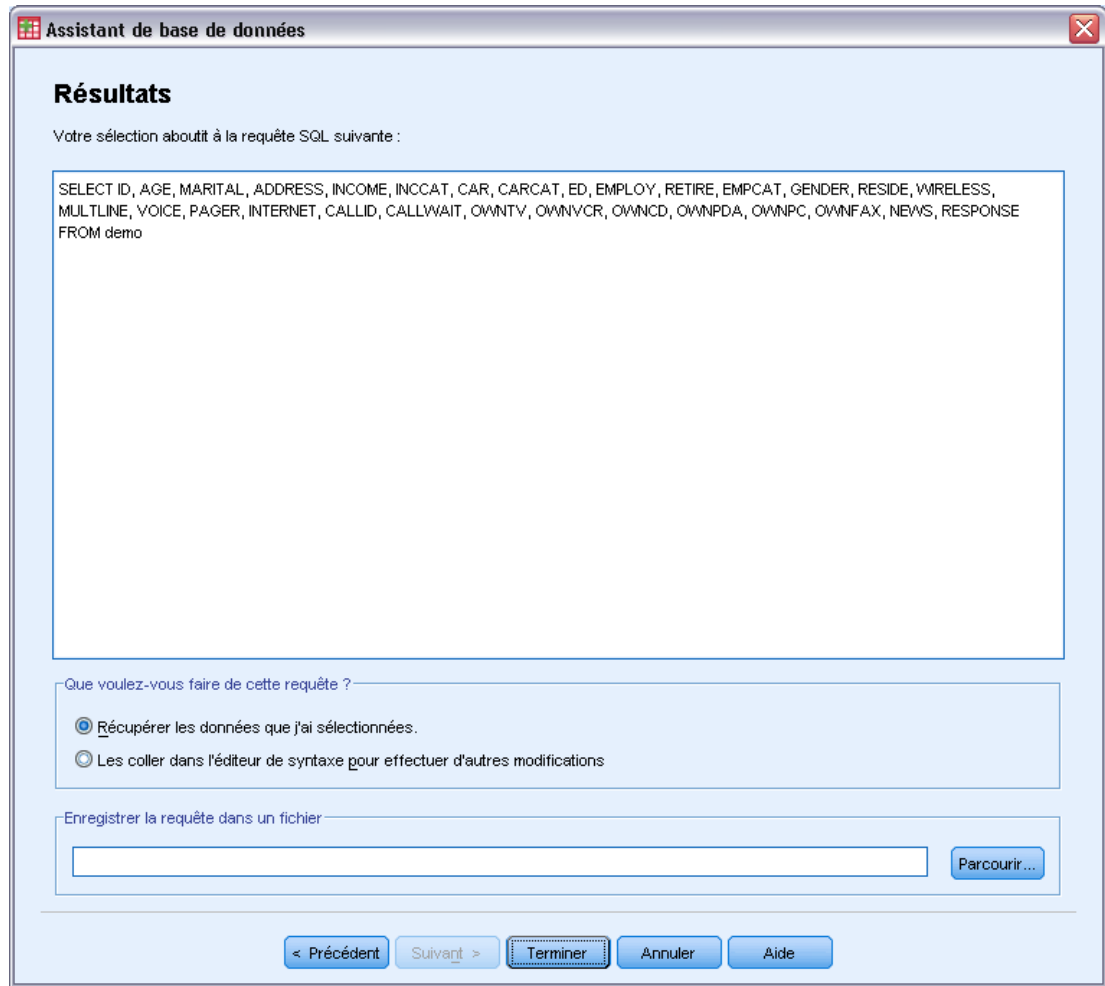 Assistant de base de données
Résultats
Votre sélection aboutit à la requête SQL suivante :
SELECT ID, AGE, MARITAL, ADDRESS, INCOME, INCCAT, CAR, CARCAT, ED, EMPLOY, RETIRE, EMPCAT, GENDER, RESIDE, WIRELESS,
MULTLINE, VOICE, PAGER, INTERNET, CALLID, CALLWAIT, OWNTV, OWNVCR, OWNCD, OWNPDA, OWNPC, OWNFAX, NEWS, RESPONSE
FROM demo
Que voulez-vous faire de cette requête ?
Récupérer les données que j'ai sélectionnées.
Les coller dans l'éditeur de syntaxe pour effectuer d'autres modifications
Enregistrer la requête dans un fichier
Parcourir...
< Précédent Suivant > Terminer Annuler Aide